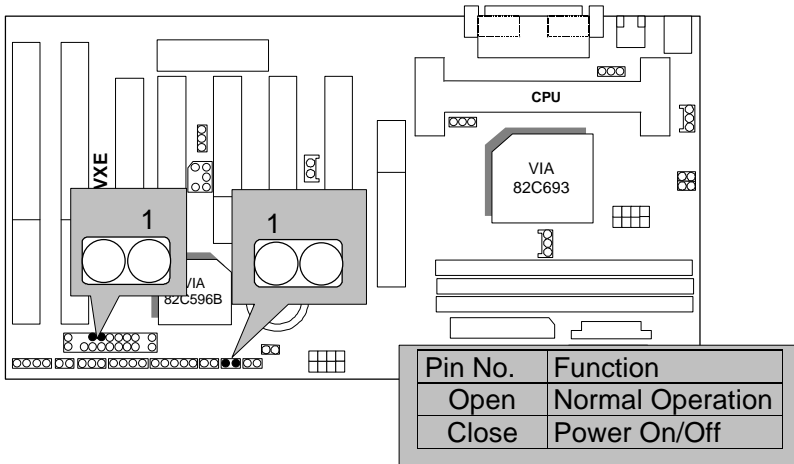 CPU
VIA
82C693
VXE
1
1
VIA
82C596B
Pin No. Function
Open Normal Operation
Close Power On/Off